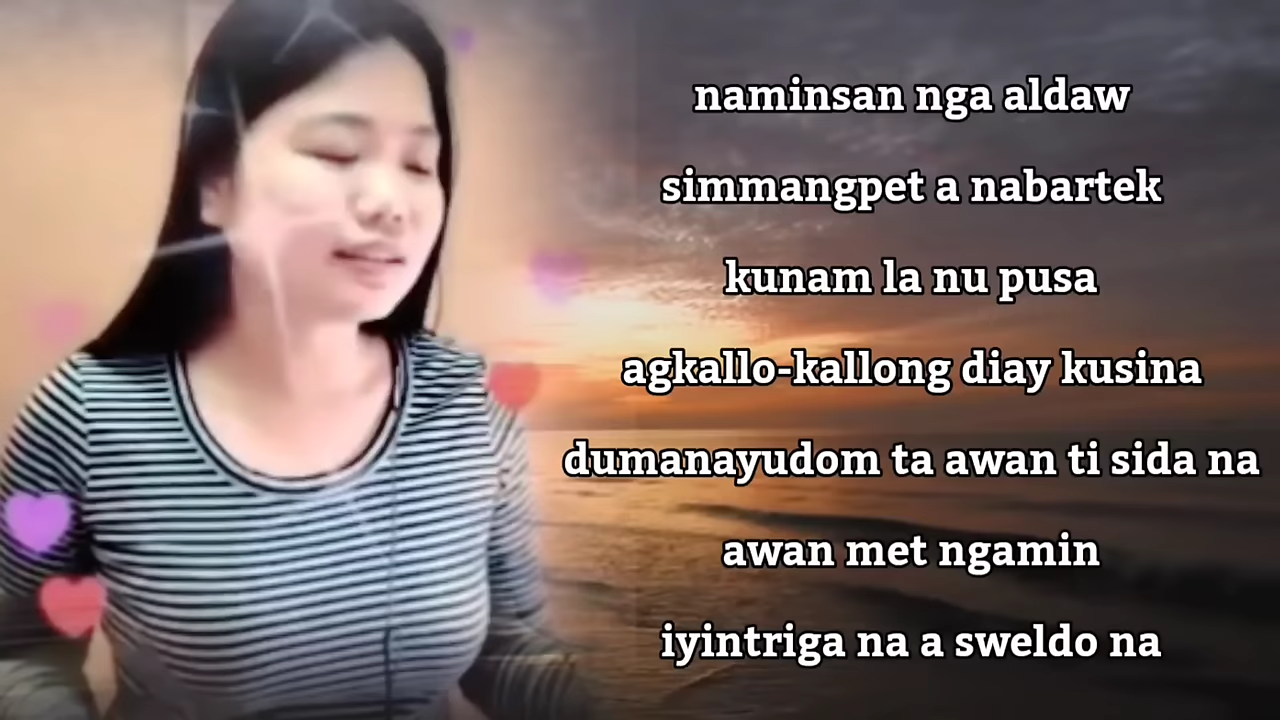 naminsan nga aldaw
simmangpet a nabartek
kunam la nu pusa
agkallo-kallong diay kusina
dumanayudom ta awan ti sida na
awan met ngamin
iyintriga na a sweldo na